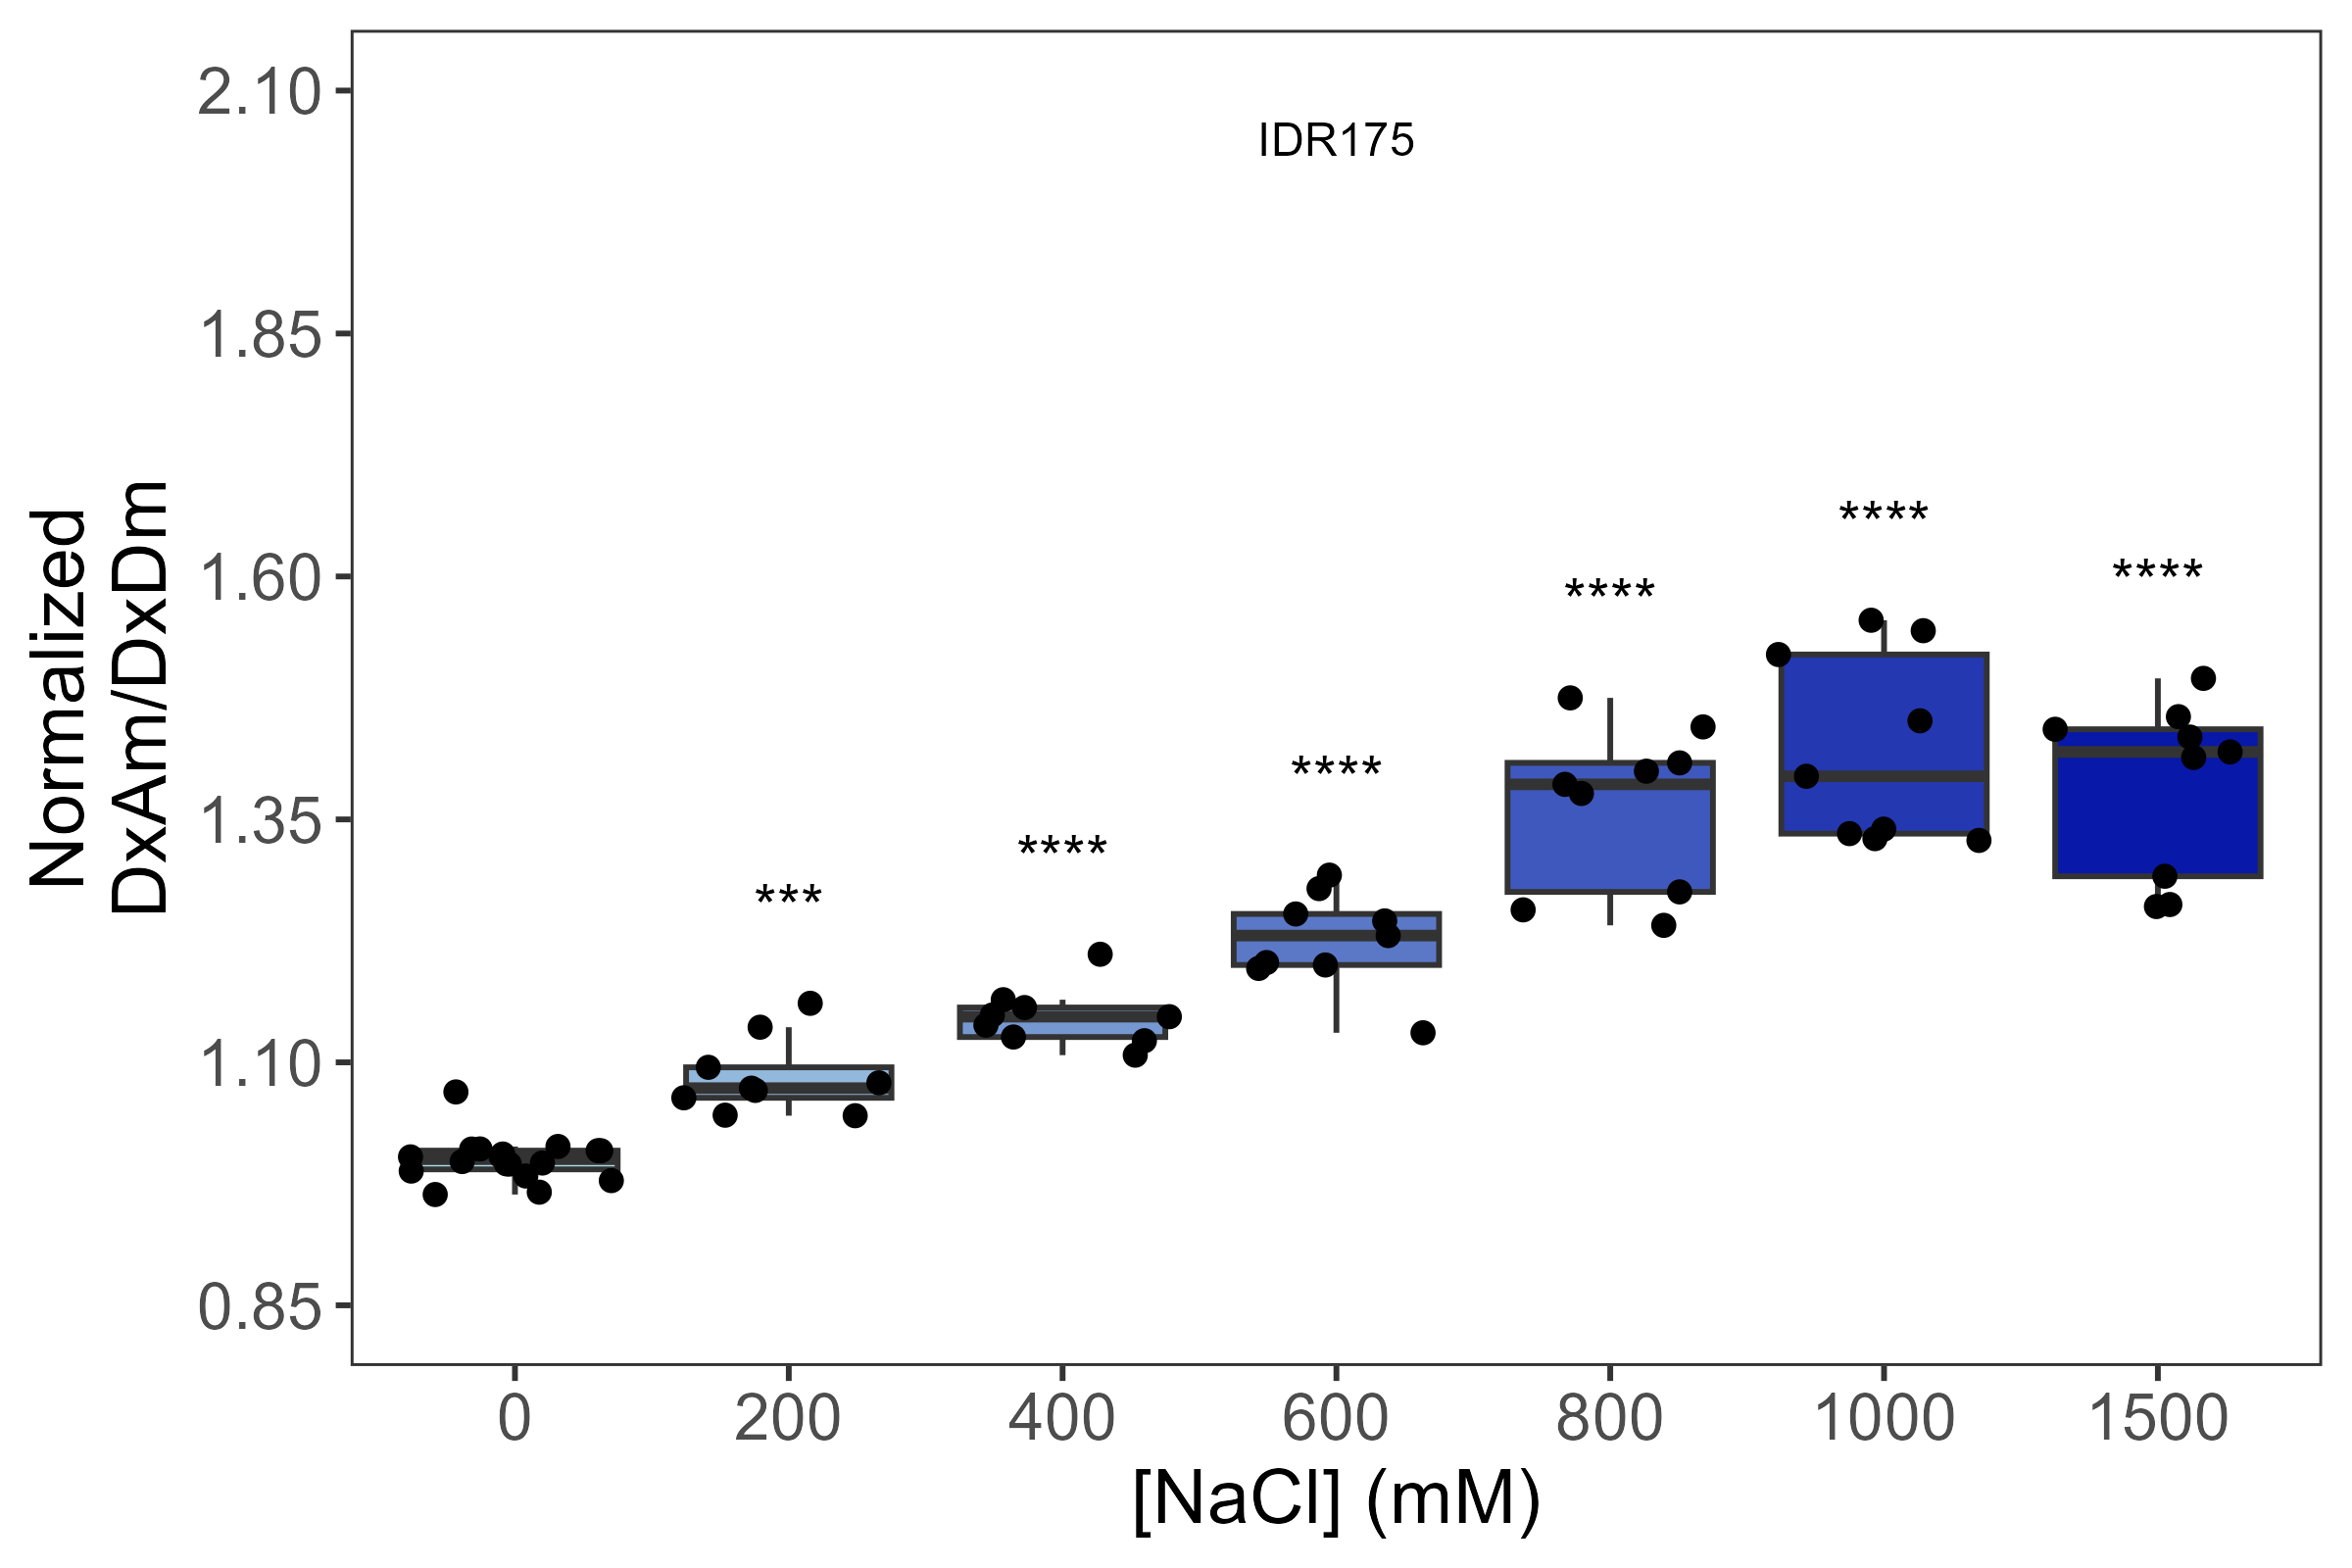 2.10
IDR175
1.85
****
1.60
****
****
****
1.35
****
***
1.10
0.85
Normalized
DxAm/DxDm
0 200 400 600 800 1000 1500
[NaCl] (mM)